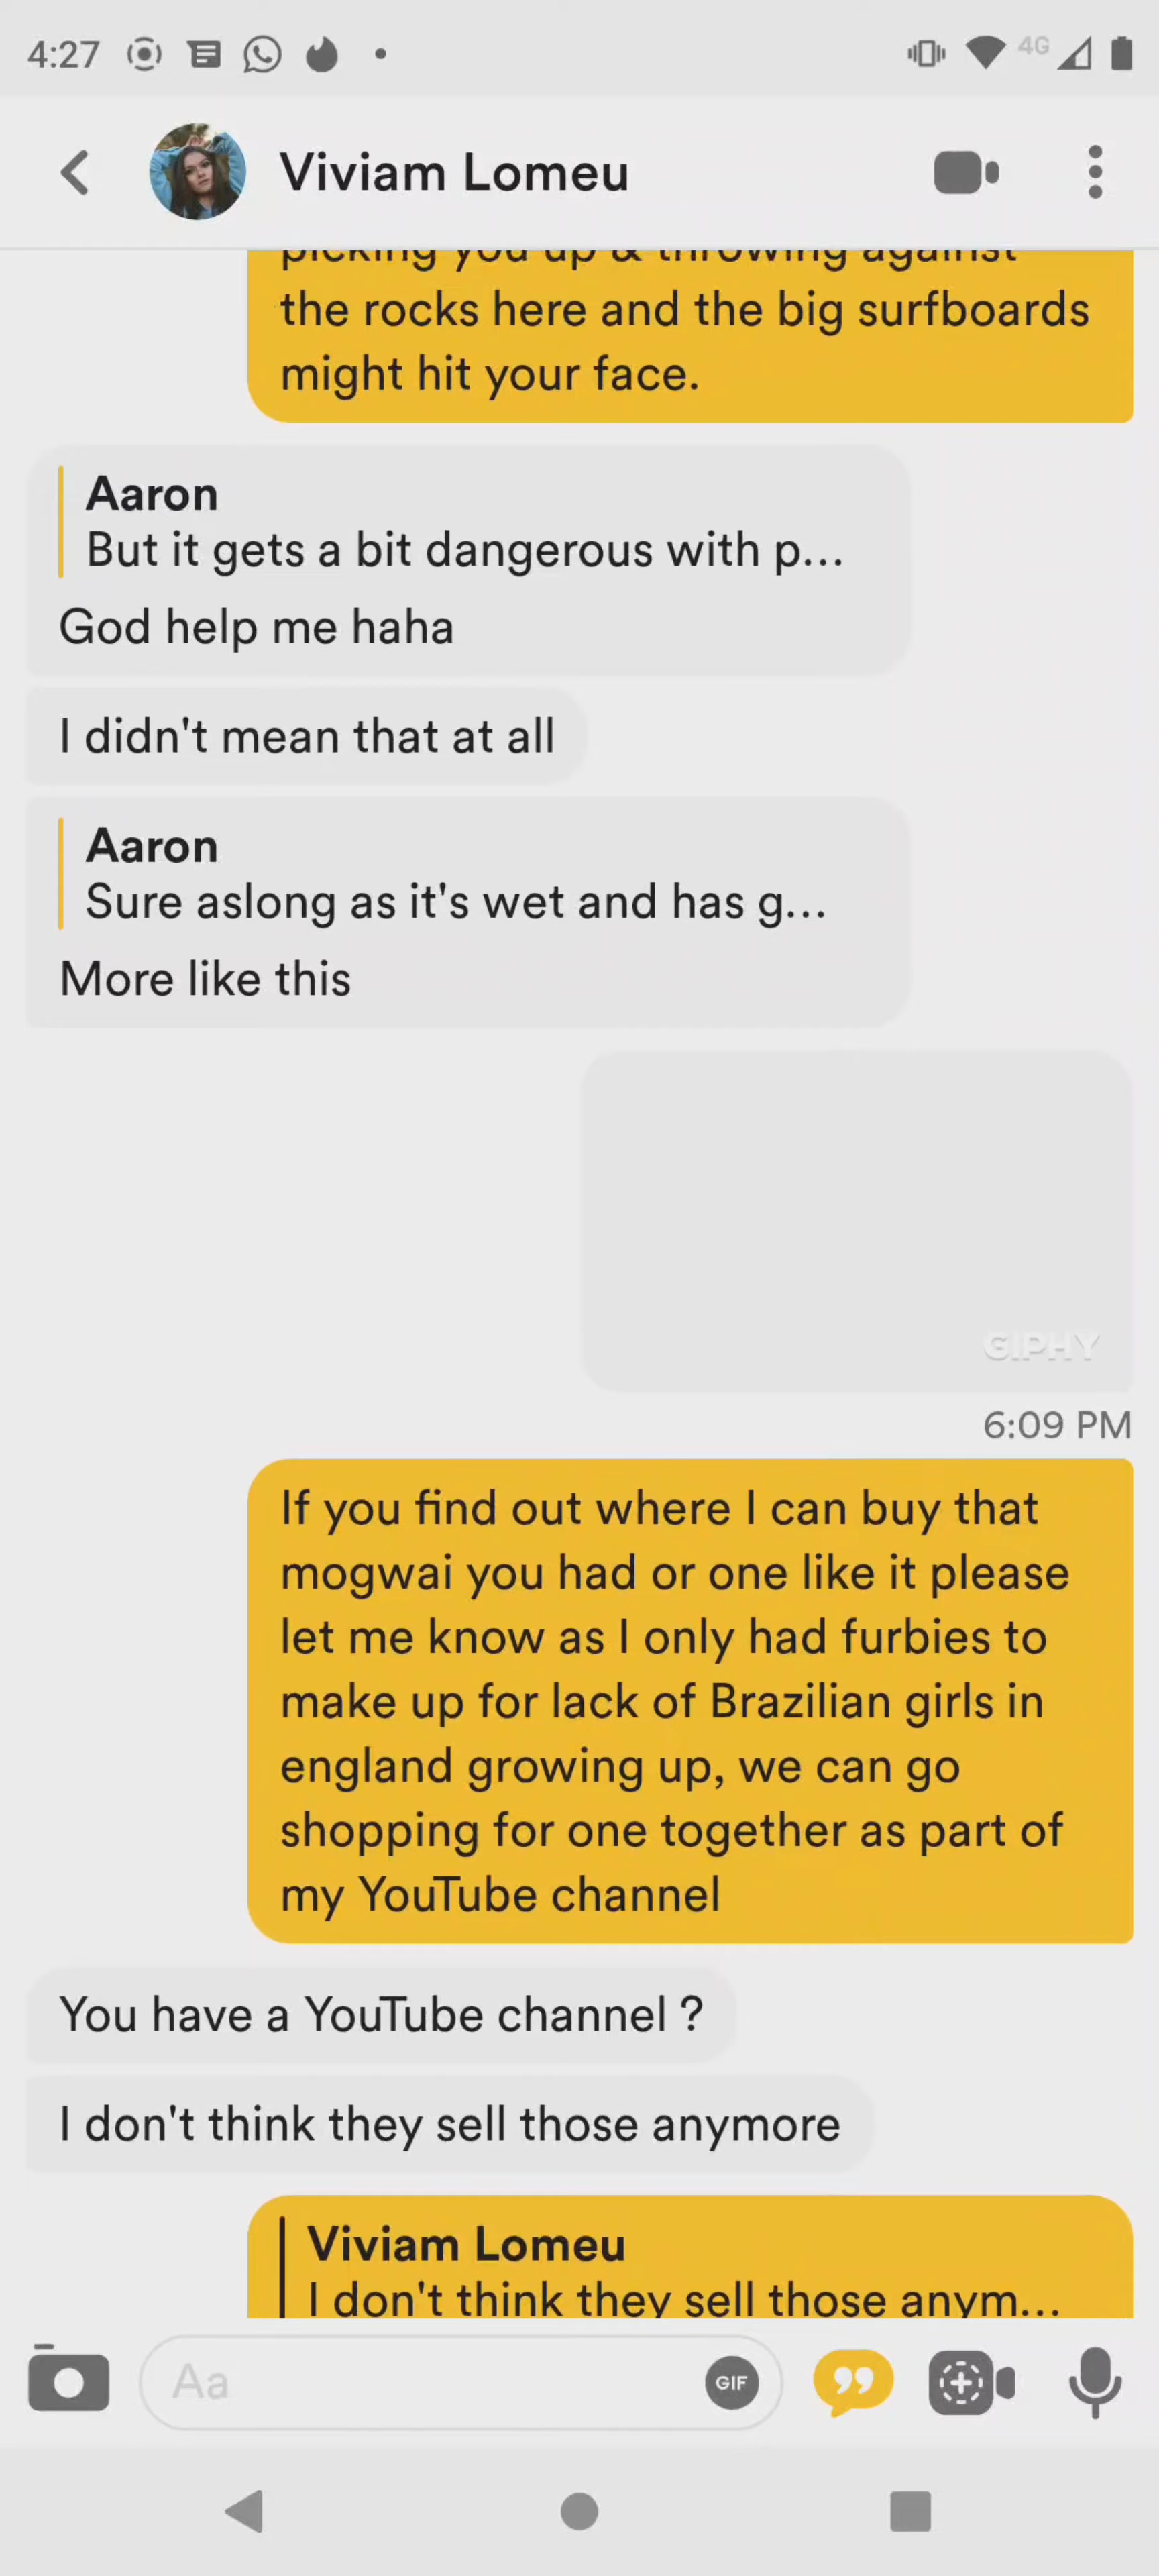 4:27
4G
Viviam Lomeu
picking you up & throwing against
the rocks here and the big surfboards
might hit your face.
Aaron
But it gets a bit dangerous with p...
God help me haha
I didn't mean that at all
Aaron
Sure aslong as it's wet and has g...
More like this
GIPHY
6:09 PM
If you find out where I can buy that
mogwai you had or one like it please
let me know as I only had furbies to
make up for lack of Brazilian girls in
england growing up, we can go
shopping for one together as part of
my YouTube channel
You have a YouTube channel ?
I don't think they sell those anymore
Viviam Lomeu
I don't think they sell those anym...
Aa
GIF